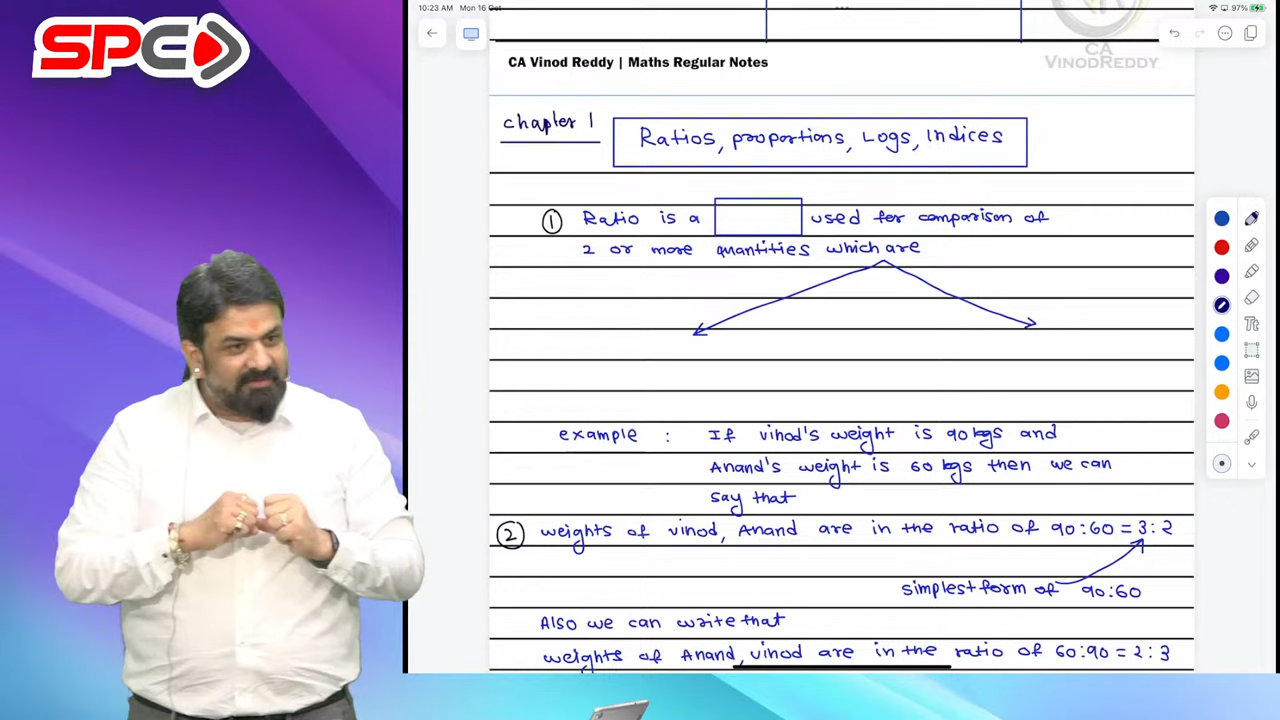 SPC
10:23 AM Mon 16 Oct
97%
CA
VINODREDDY
CA Vinod Reddy | Maths Regular Notes
Chapter 1
Ratios, proportions, Logs, Indices
① Ratio is a used for comparison of
2 or more quantities which are
example : If vinod's weight is 90 kgs and
Anand's weight is 60 kgs then we can
say that
② weights of vinod, Anand are in the ratio of 90:60 = 3:2
simplest form of 90:60
Also we can write that
weights of Anand, vinod are in the ratio of 60:90 = 2:3
Tt